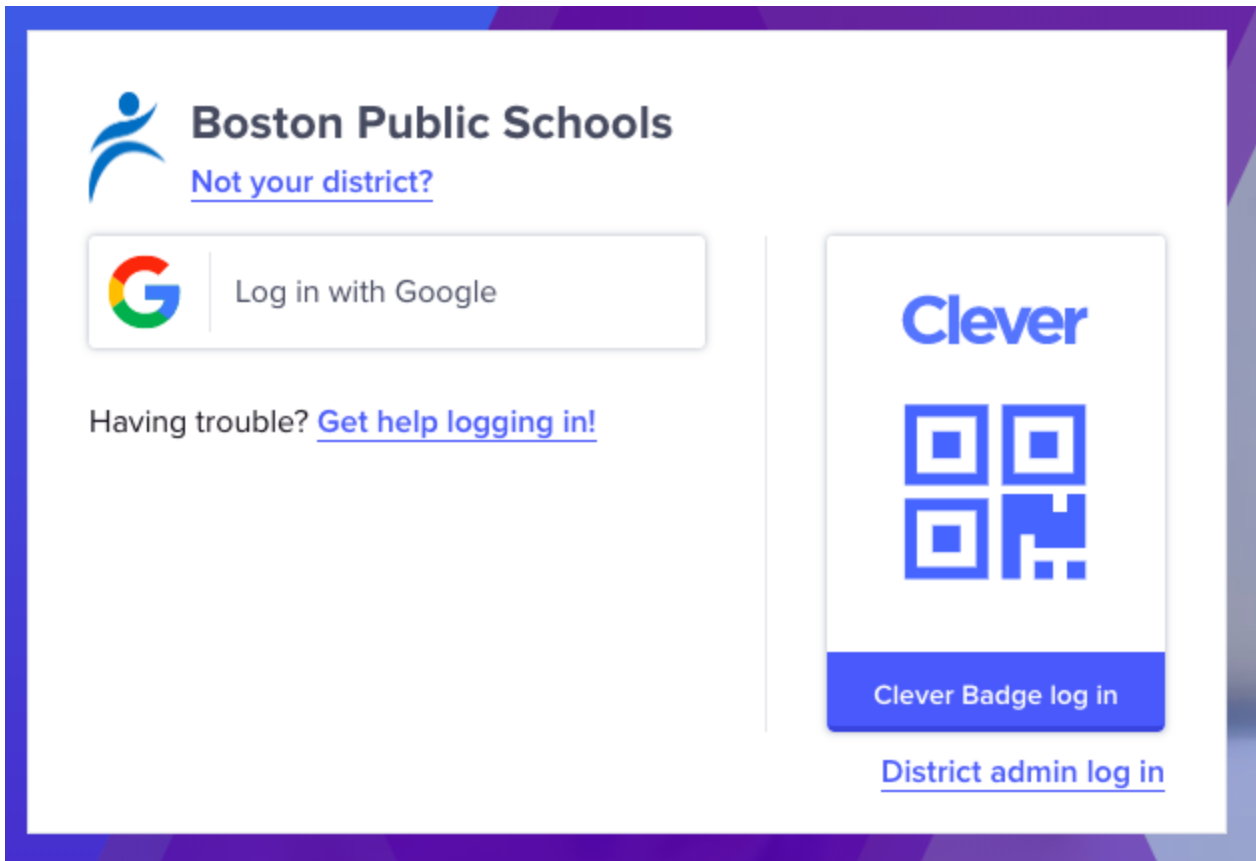 Boston Public Schools
Not your district?
Log in with Google
Having trouble? Get help logging in!
Clever
Clever Badge log in
District admin log in